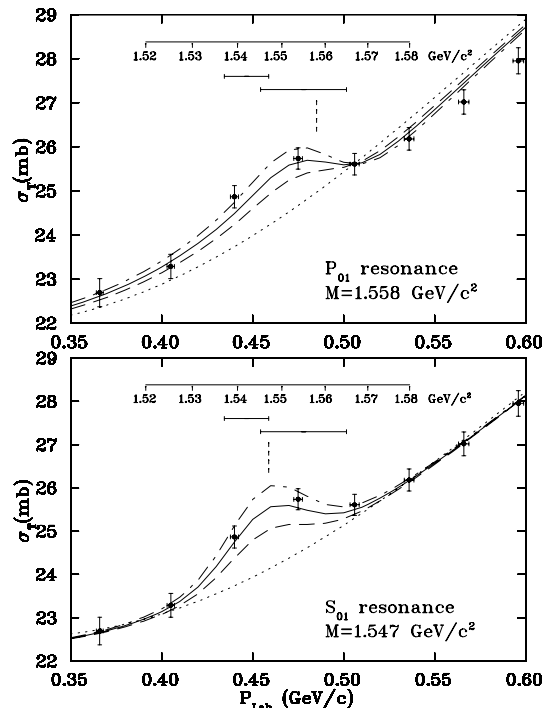 29
28
27
26
25
24
23
22
σ_T(mb)
1.52 1.53 1.54 1.55 1.56 1.57 1.58 GeV/c²
P₀₁ resonance
M=1.558 GeV/c²
0.35 0.40 0.45 0.50 0.55 0.60
29
28
27
26
25
24
23
22
σ_T(mb)
1.52 1.53 1.54 1.55 1.56 1.57 1.58 GeV/c²
S₀₁ resonance
M=1.547 GeV/c²
0.35 0.40 0.45 0.50 0.55 0.60
P_Lab (GeV/c)